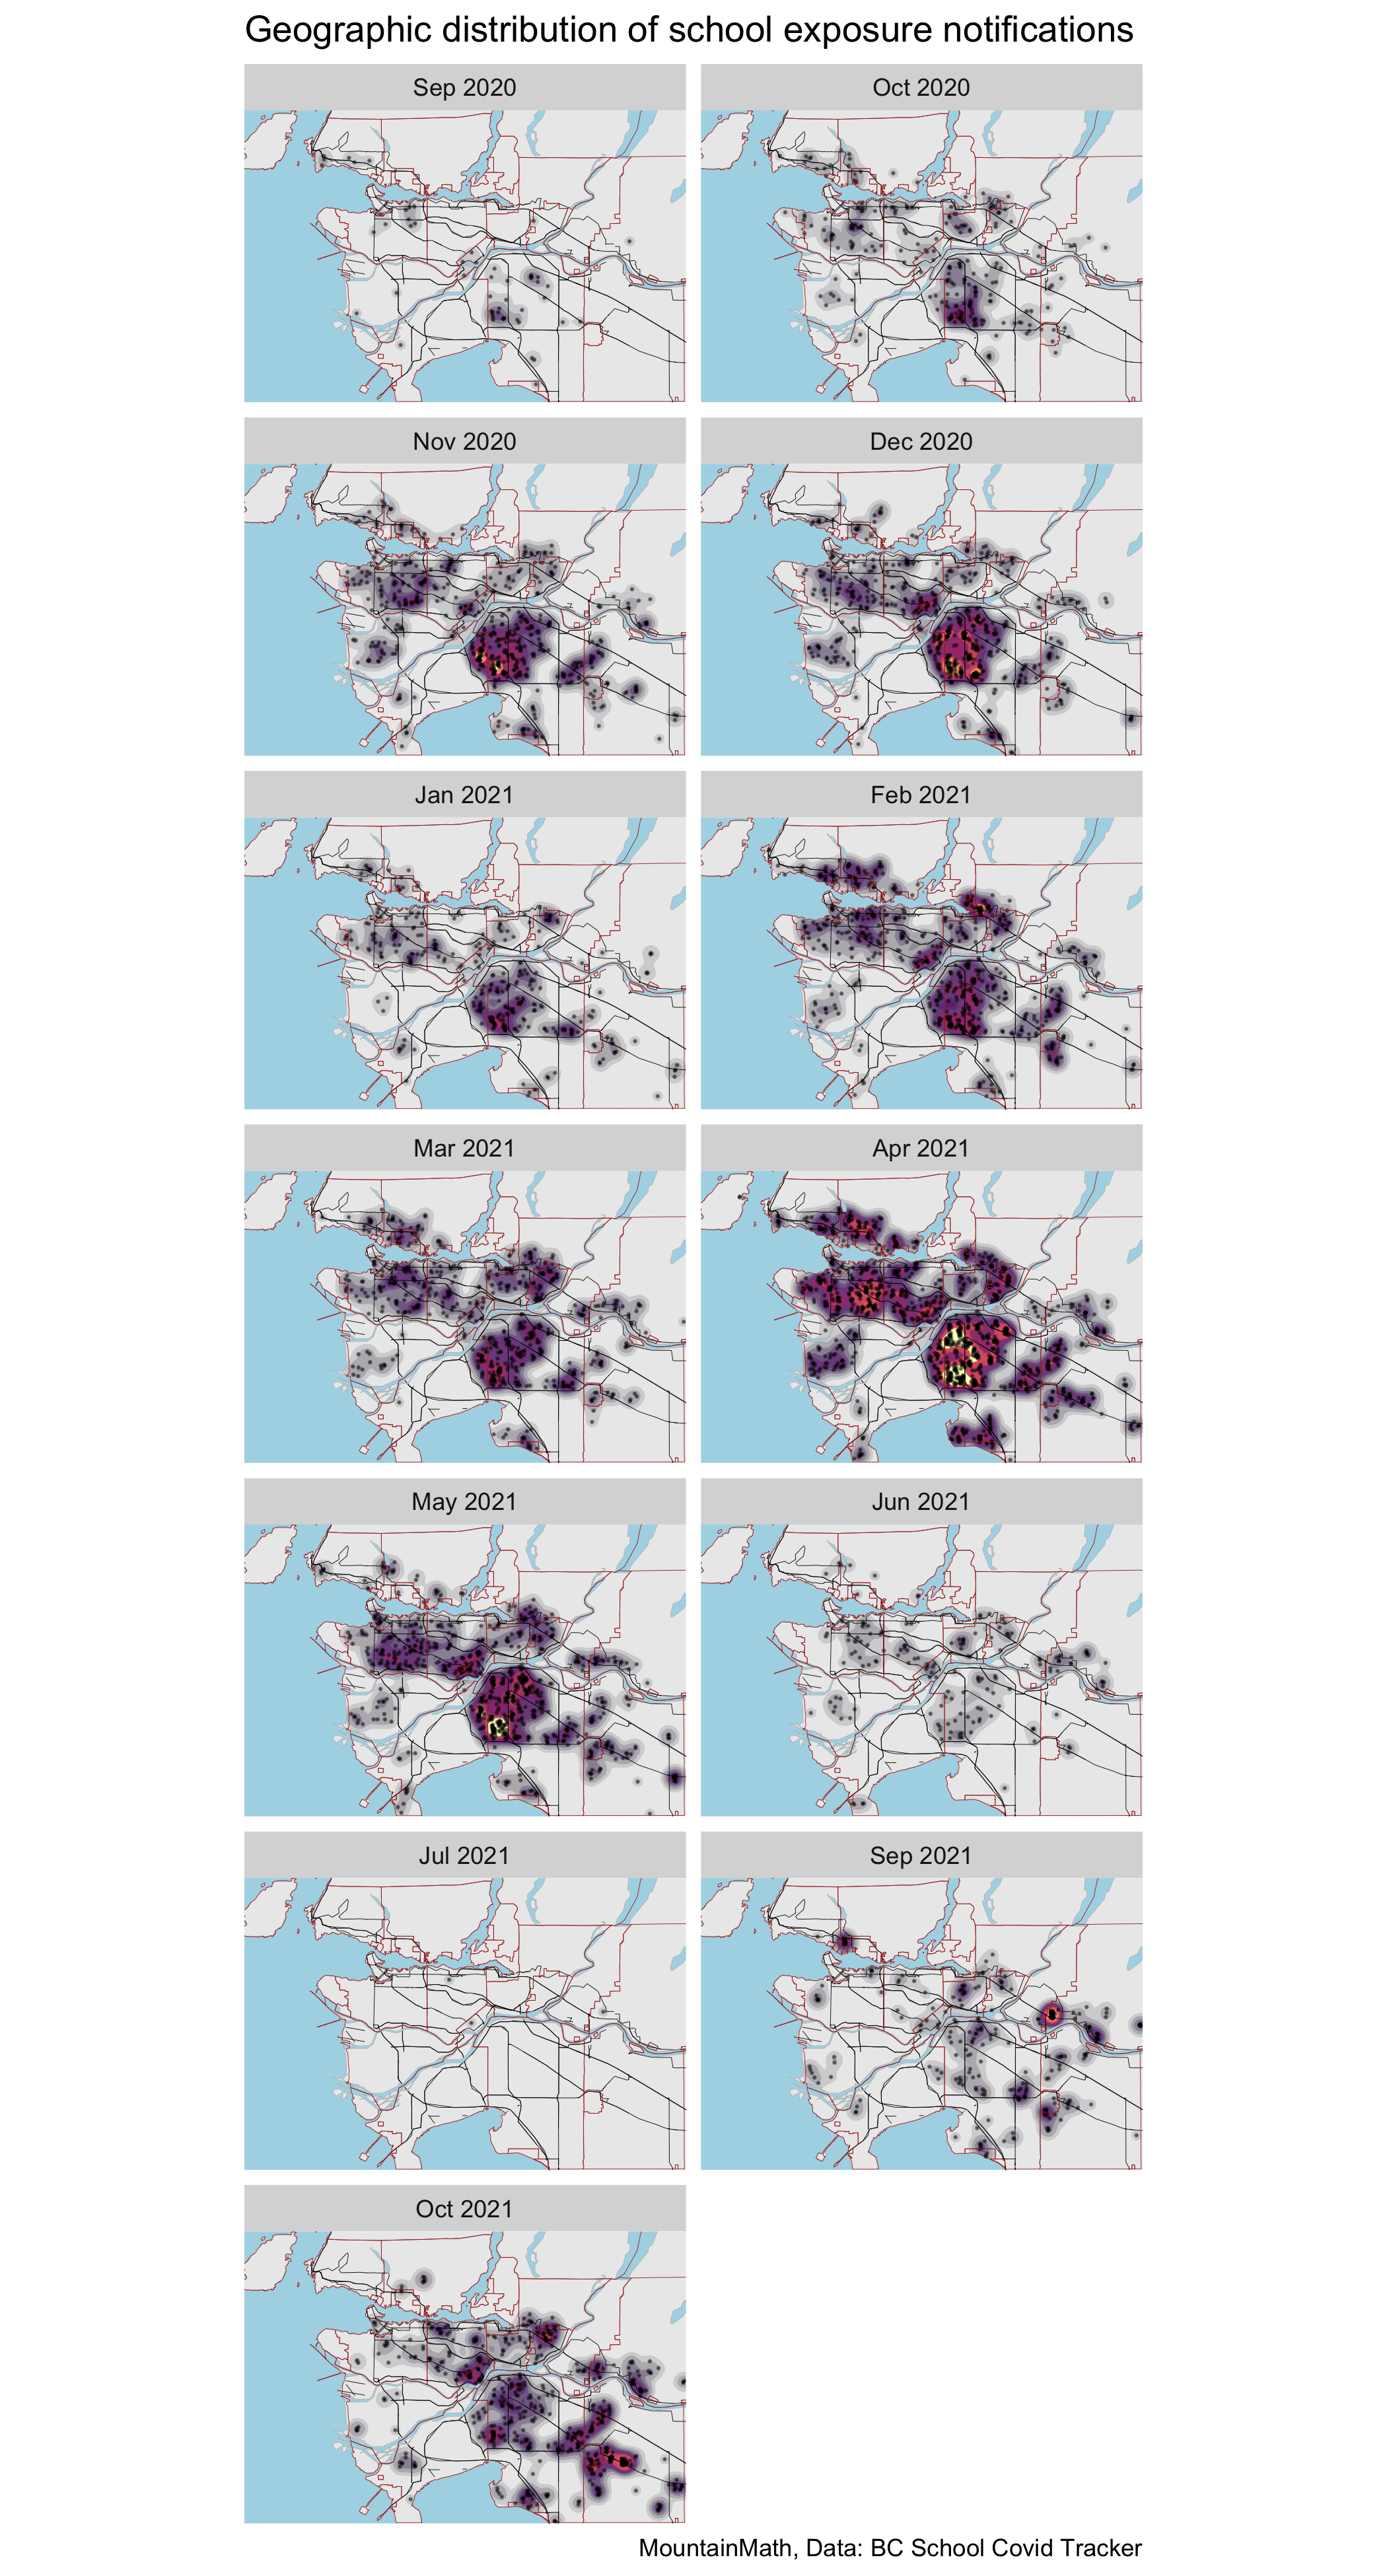 Geographic distribution of school exposure notifications
Sep 2020
Oct 2020
Nov 2020
Dec 2020
Jan 2021
Feb 2021
Mar 2021
Apr 2021
May 2021
Jun 2021
Jul 2021
Sep 2021
Oct 2021
MountainMath, Data: BC School Covid Tracker